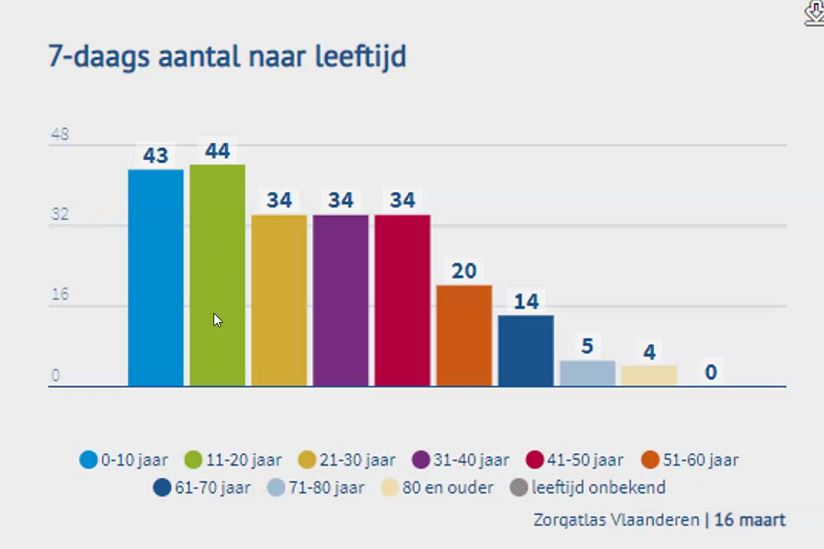 7-daags aantal naar leeftijd
48
43
44
34
34
34
32
20
16
14
5
4
0
0
0-10 jaar
11-20 jaar
21-30 jaar
31-40 jaar
41-50 jaar
51-60 jaar
61-70 jaar
71-80 jaar
80 en ouder
leeftijd onbekend
Zorgatlas Vlaanderen | 16 maart